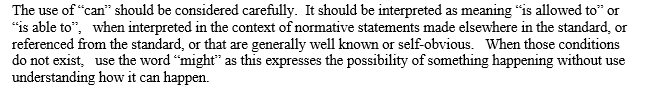 The use of “can” should be considered carefully.  It should be interpreted as meaning “is allowed to” or
“is able to”,   when interpreted in the context of normative statements made elsewhere in the standard, or
referenced from the standard, or that are generally well known or self-obvious.   When those conditions
do not exist,   use the word “might” as this expresses the possibility of something happening without use
understanding how it can happen.